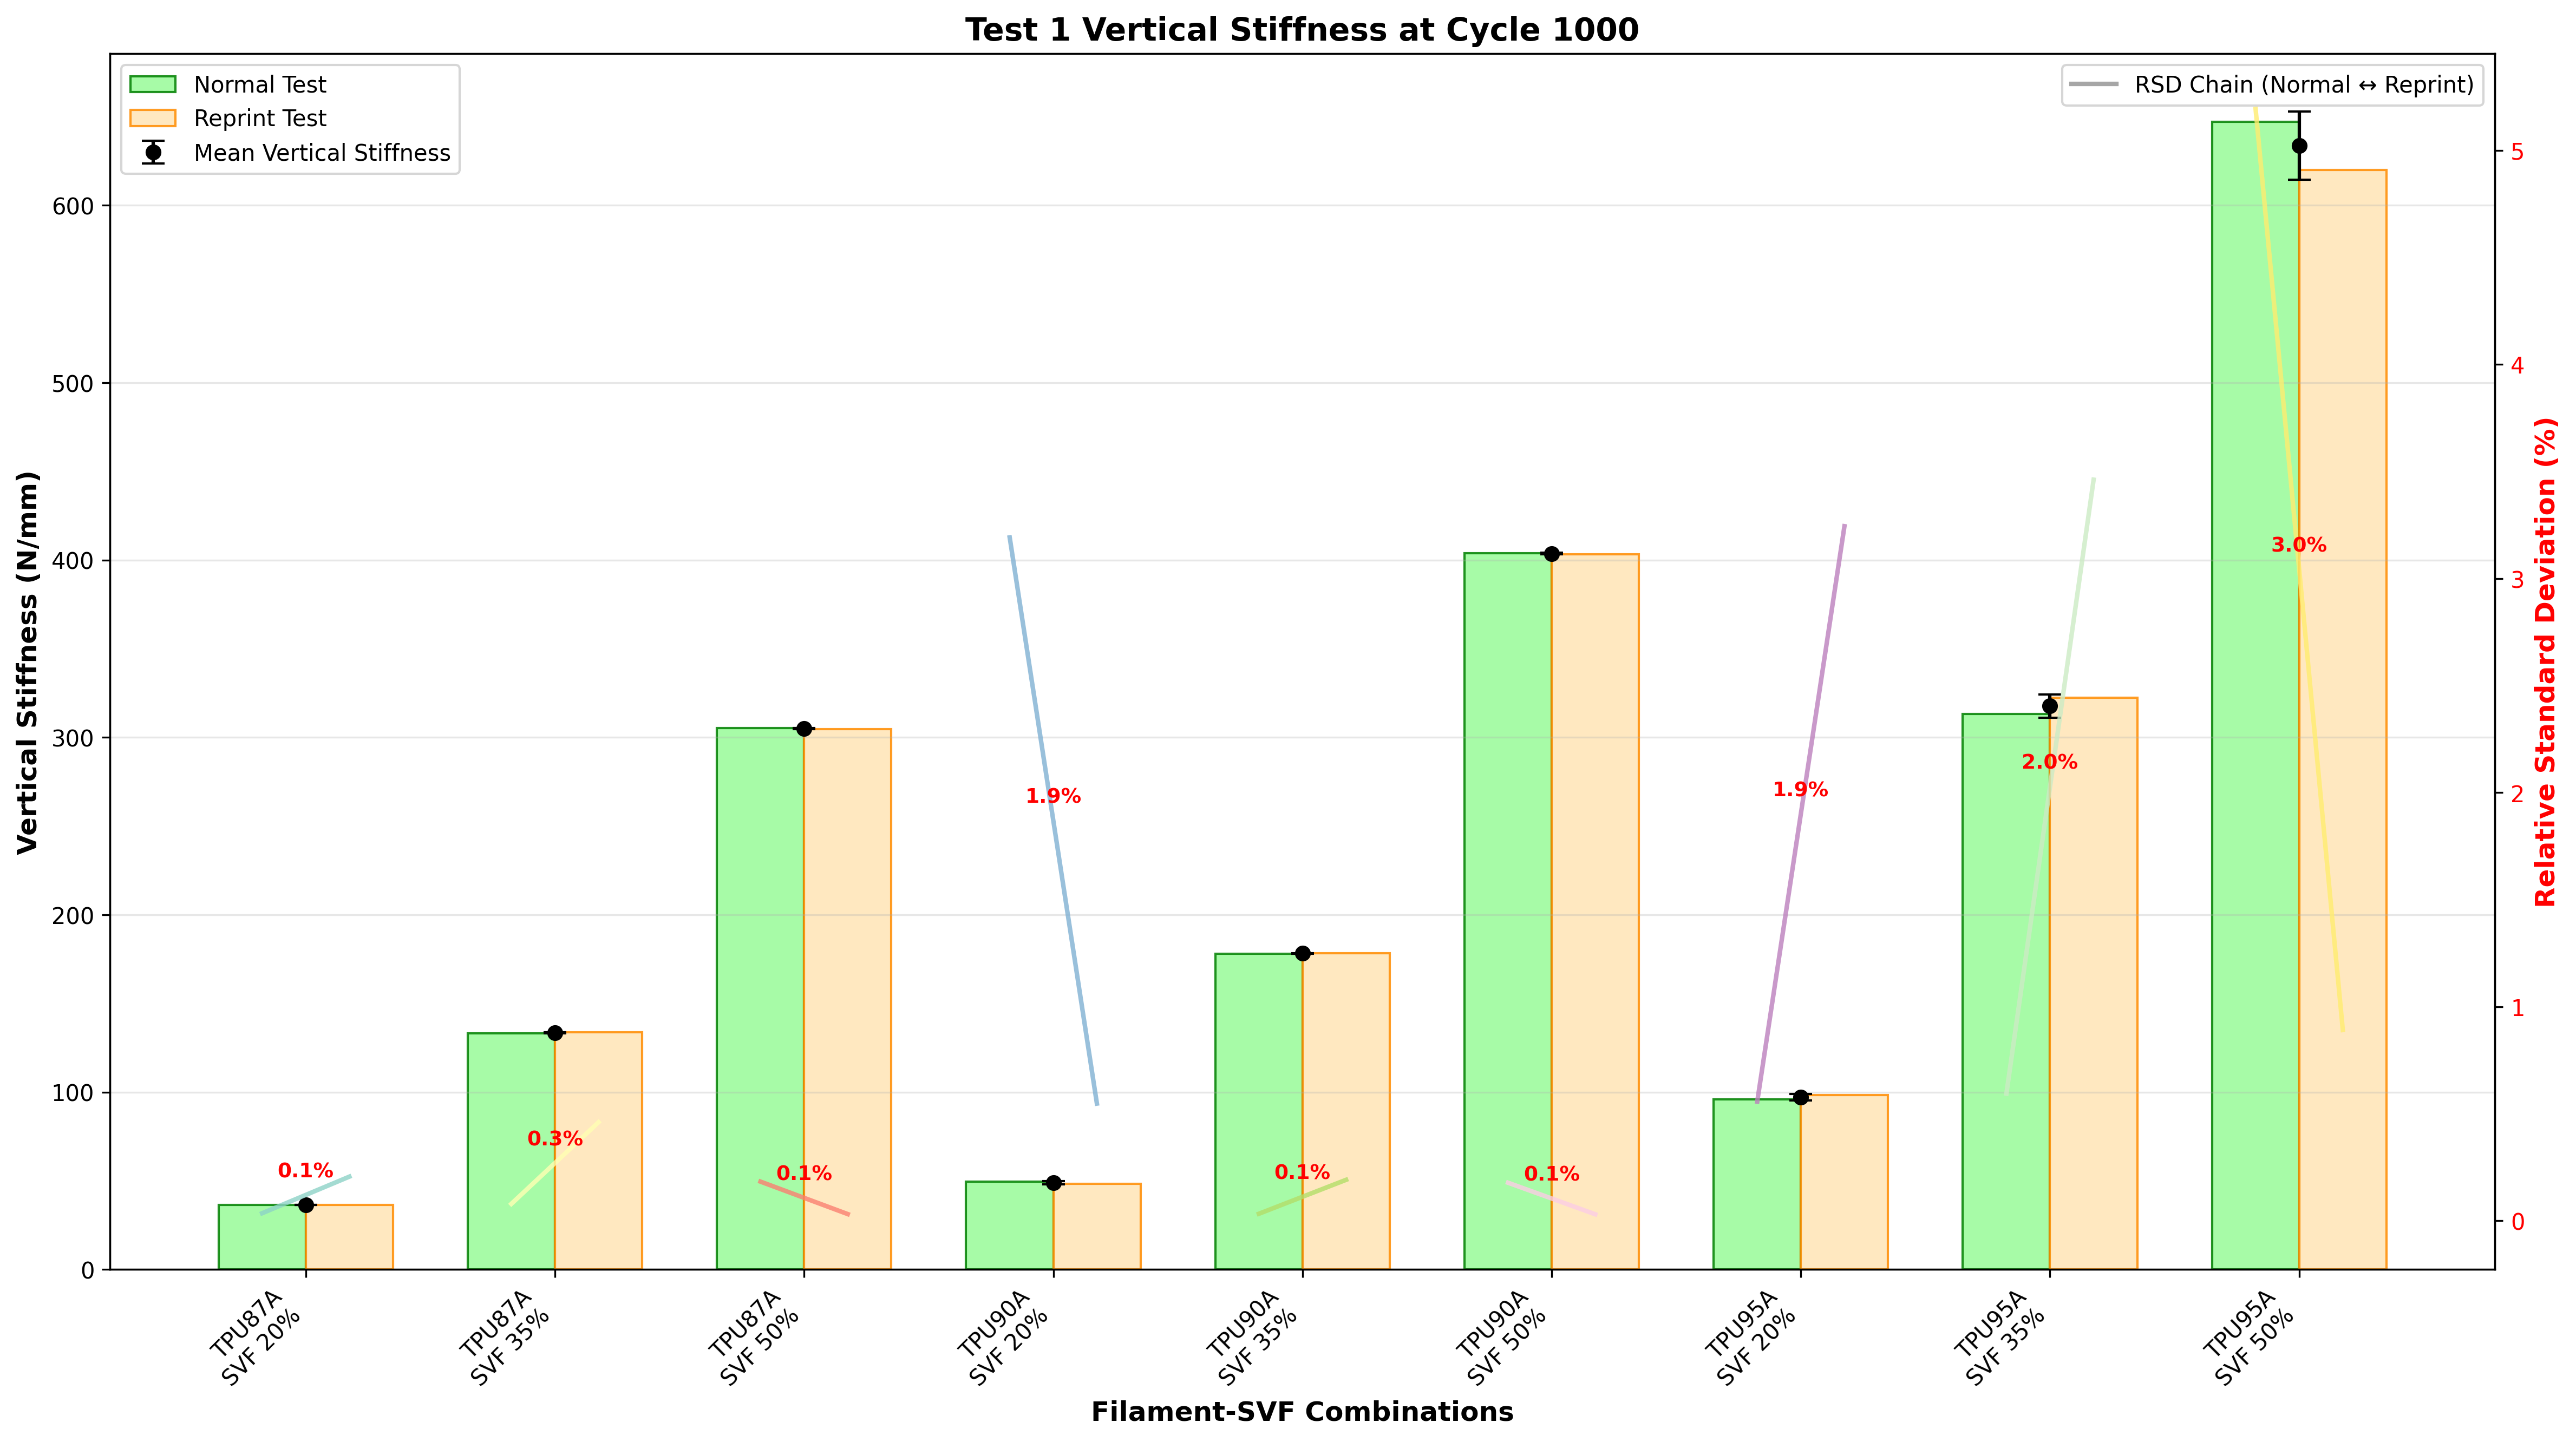 Test 1 Vertical Stiffness at Cycle 1000
Normal Test
Reprint Test
Mean Vertical Stiffness
RSD Chain (Normal ↔ Reprint)
Vertical Stiffness (N/mm)
600
500
400
300
200
100
0
0.1%
0.3%
0.1%
1.9%
0.1%
0.1%
1.9%
2.0%
3.0%
5
4
3
2
1
0
Relative Standard Deviation (%)
TPU87A
SVF 20%
TPU87A
SVF 35%
TPU87A
SVF 50%
TPU90A
SVF 20%
TPU90A
SVF 35%
TPU90A
SVF 50%
TPU95A
SVF 20%
TPU95A
SVF 35%
TPU95A
SVF 50%
Filament-SVF Combinations